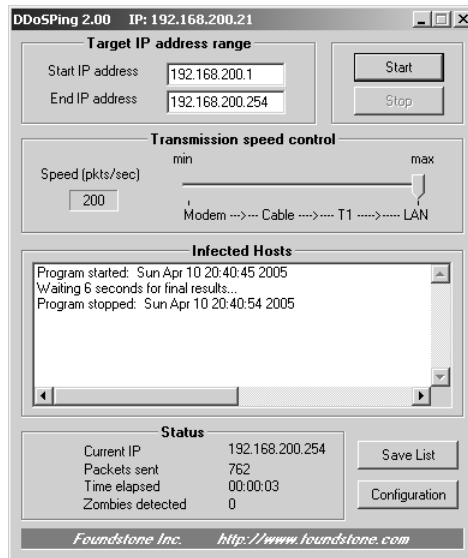 DDoSPing 2.00 IP: 192.168.200.21
Target IP address range
Start IP address 192.168.200.1
End IP address 192.168.200.254
Start
Stop
Transmission speed control
min max
Speed (pkts/sec)
200
Modem --->--- Cable ---->---- T1 ----->----- LAN
Infected Hosts
Program started: Sun Apr 10 20:40:45 2005
Waiting 6 seconds for final results...
Program stopped: Sun Apr 10 20:40:54 2005
Status
Current IP 192.168.200.254
Packets sent 762
Time elapsed 00:00:03
Zombies detected 0
Save List
Configuration
Foundstone Inc. http://www.foundstone.com